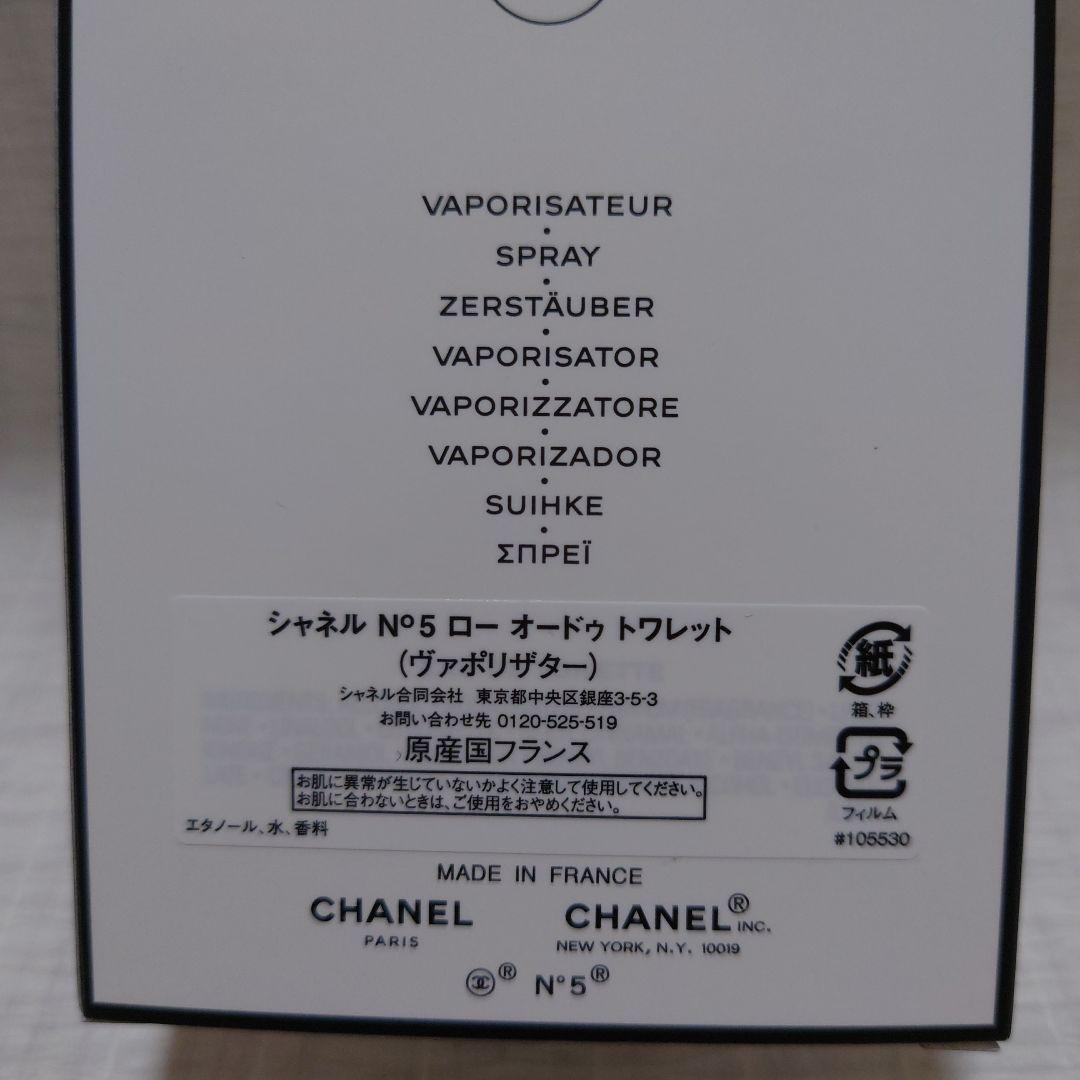 VAPORISATEUR
•
SPRAY
•
ZERSTÄUBER
•
VAPORISATOR
•
VAPORIZZATORE
•
VAPORIZADOR
•
SUIHKE
•
ΣΠΡΕΪ
シャネル Nº5 ロー オードゥ トワレット
(ヴァポリザター)
シャネル合同会社 東京都中央区銀座3-5-3
お問い合わせ先 0120-525-519
原産国フランス
お肌に異常が生じていないかよく注意して使用してください。
お肌に合わないときは、ご使用をおやめください。
エタノール、水、香料
紙
箱、枠
プラ
フィルム
#105530
MADE IN FRANCE
CHANEL
PARIS
CHANEL® INC.
NEW YORK, N.Y. 10019
® N°5®